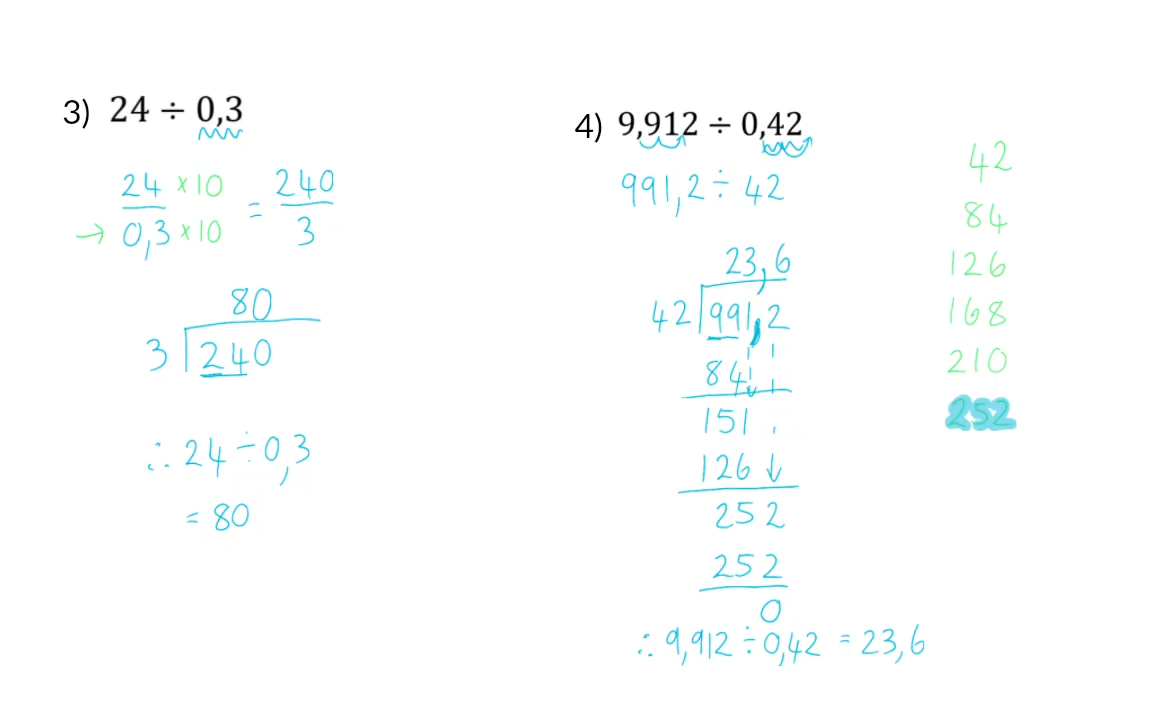 3) 24 ÷ 0,3
24 ×10 = 240
→ 0,3 ×10 3
80
3 240
∴ 24 ÷ 0,3
= 80
4) 9,912 ÷ 0,42
991,2 ÷ 42
23,6
42 991,2
84
151
126 ↓
252
252
0
∴ 9,912 ÷ 0,42 = 23,6
42
84
126
168
210
252